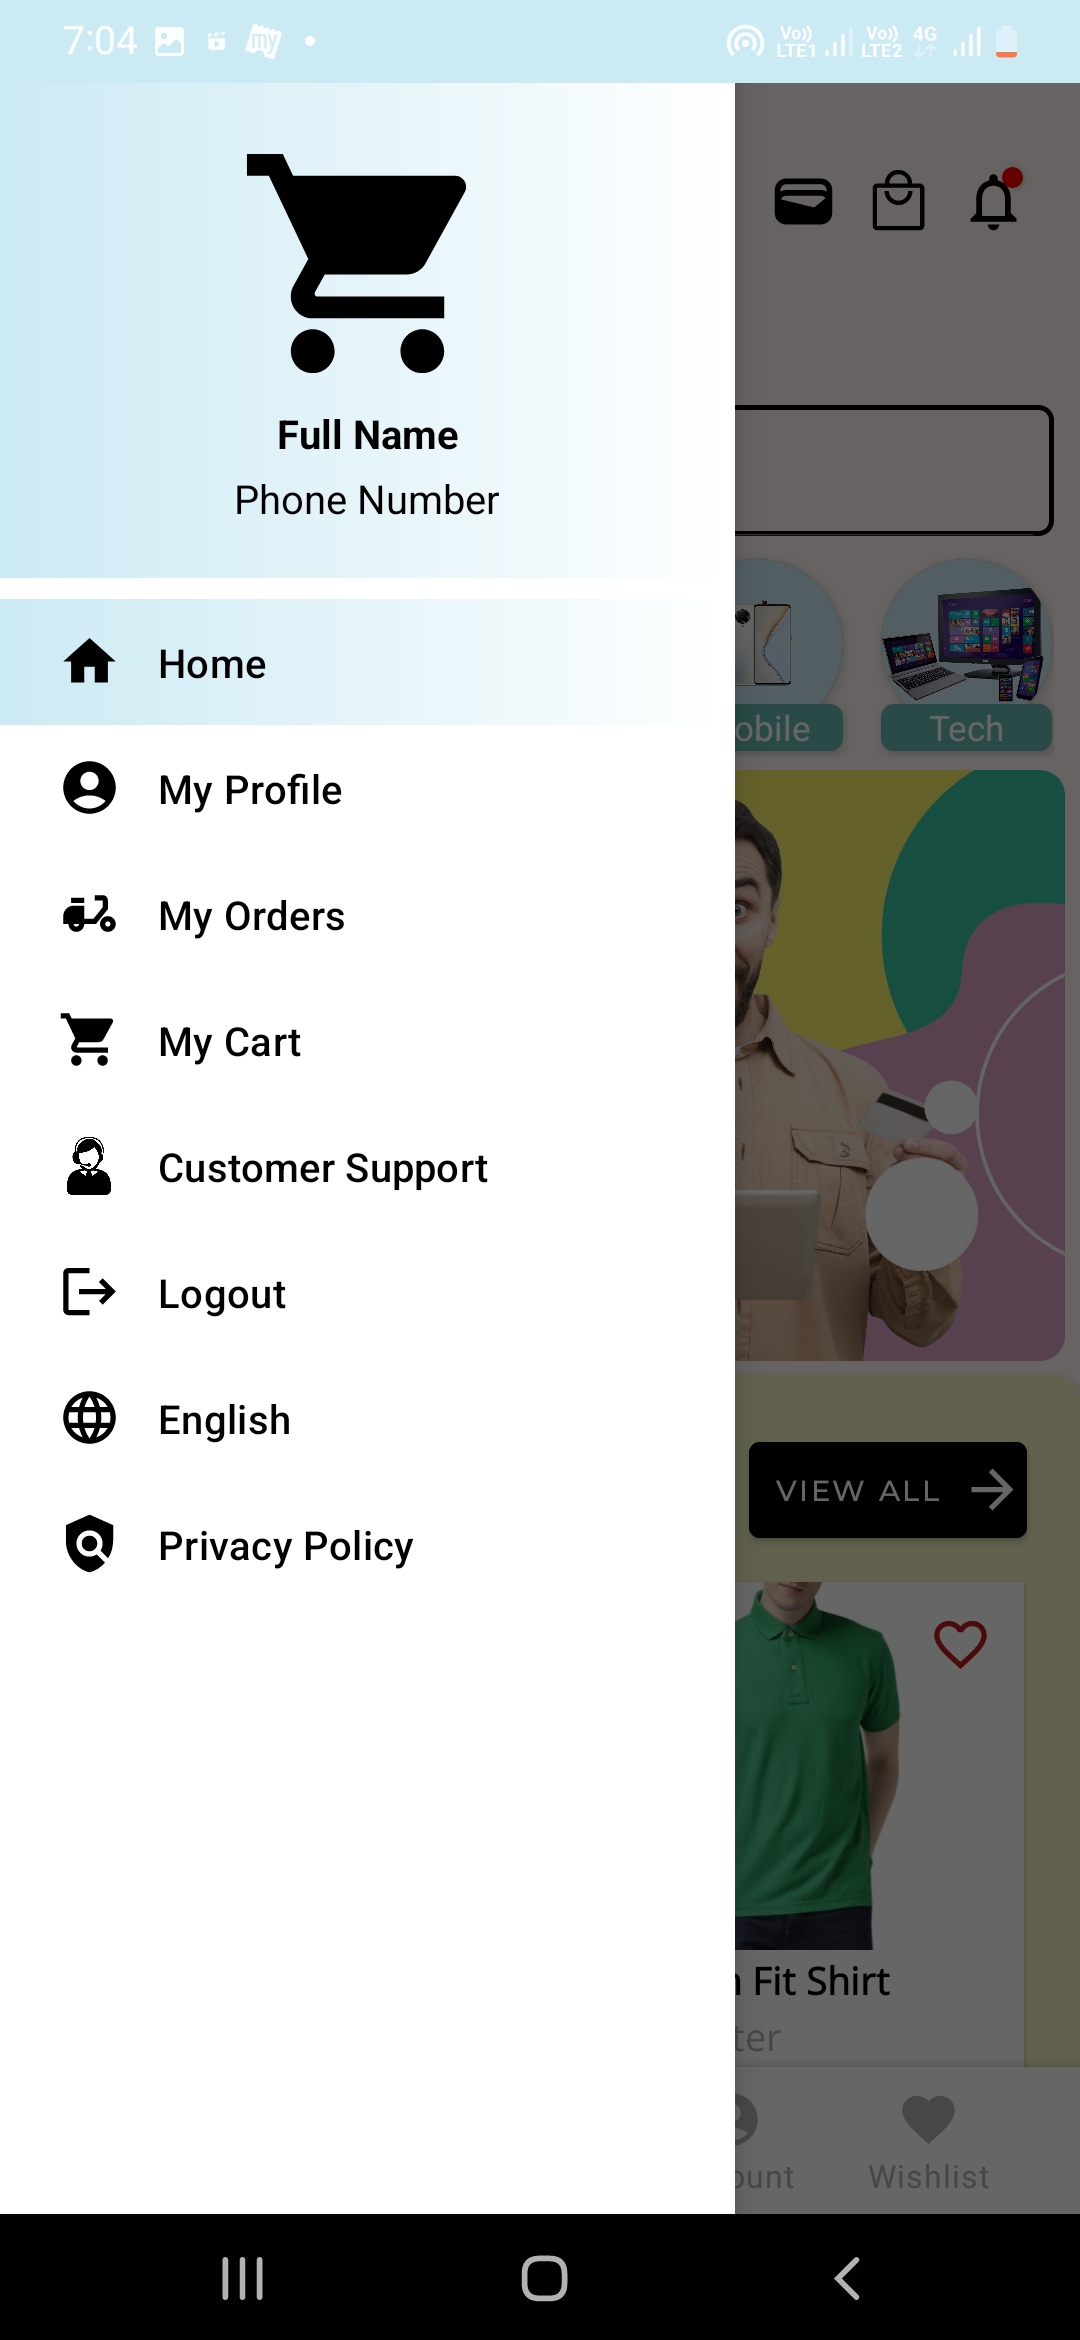 7:04
my
Vo)) LTE1 Vo)) LTE2 4G
Full Name
Phone Number
Home
My Profile
My Orders
My Cart
Customer Support
Logout
English
Privacy Policy
obile
Tech
VIEW ALL
Fit Shirt
ter
ount
Wishlist